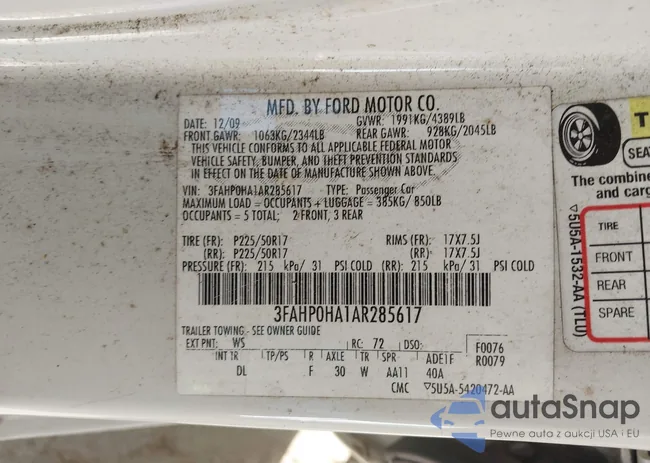 MFD. BY FORD MOTOR CO.
DATE: 12/09 GVWR: 1991KG/4389LB
FRONT GAWR: 1063KG/2344LB REAR GAWR: 928KG/2045LB
THIS VEHICLE CONFORMS TO ALL APPLICABLE FEDERAL MOTOR
VEHICLE SAFETY, BUMPER, AND THEFT PREVENTION STANDARDS
IN EFFECT ON THE DATE OF MANUFACTURE SHOWN ABOVE.
VIN: 3FAHP0HA1AR285617 TYPE: Passenger Car
MAXIMUM LOAD = OCCUPANTS + LUGGAGE = 385KG/ 850LB
OCCUPANTS = 5 TOTAL; 2 FRONT, 3 REAR
TIRE (FR): P225/50R17 RIMS (FR): 17X7.5J
(RR): P225/50R17 (RR): 17X7.5J
PRESSURE (FR): 215 kPa/ 31 PSI COLD (RR): 215 kPa/ 31 PSI COLD
3FAHP0HA1AR285617
TRAILER TOWING - SEE OWNER GUIDE
EXT PNT: WS RC: 72 DSO: F0076
INT TR TP/PS R AXLE TR SPR ADE1F R0079
DL F 30 W AA11 40A
CMC ▽5U5A-5420472-AA
T
SEA
The combine
and carg
TIRE
FRONT
REAR
SPARE
▽5U5A-1532-AA (TLU)
autaSnap
Pewne auta z aukcji USA i EU